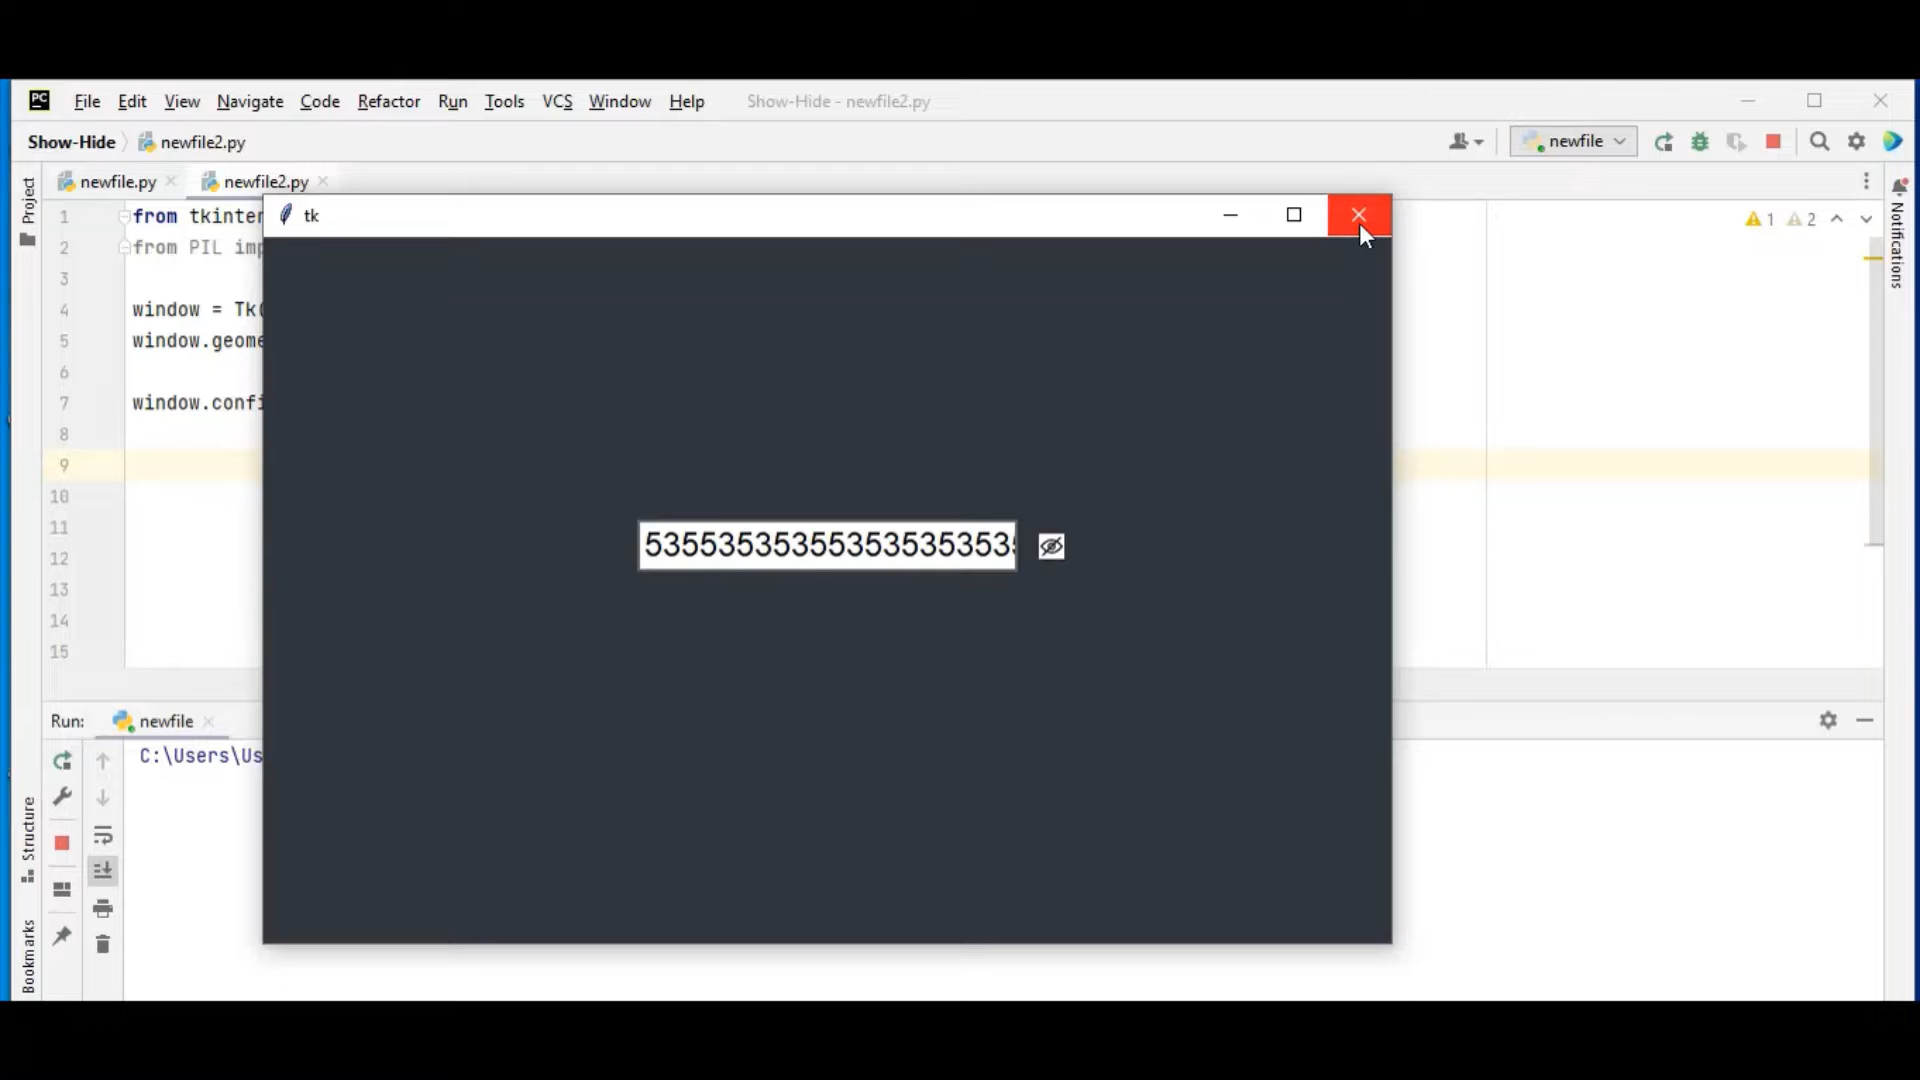 PC File Edit View Navigate Code Refactor Run Tools VCS Window Help Show-Hide - newfile2.py
Show-Hide newfile2.py newfile
Project
newfile.py newfile2.py
Notifications
tk
1 from tkinter
2 from PIL imp
1 2
3
4 window = Tk(
5 window.geome
6
7 window.confi
8
9
10
11
12
13
14
15
535535353553535353535
Run: newfile
C:\Users\Us
Structure
Bookmarks